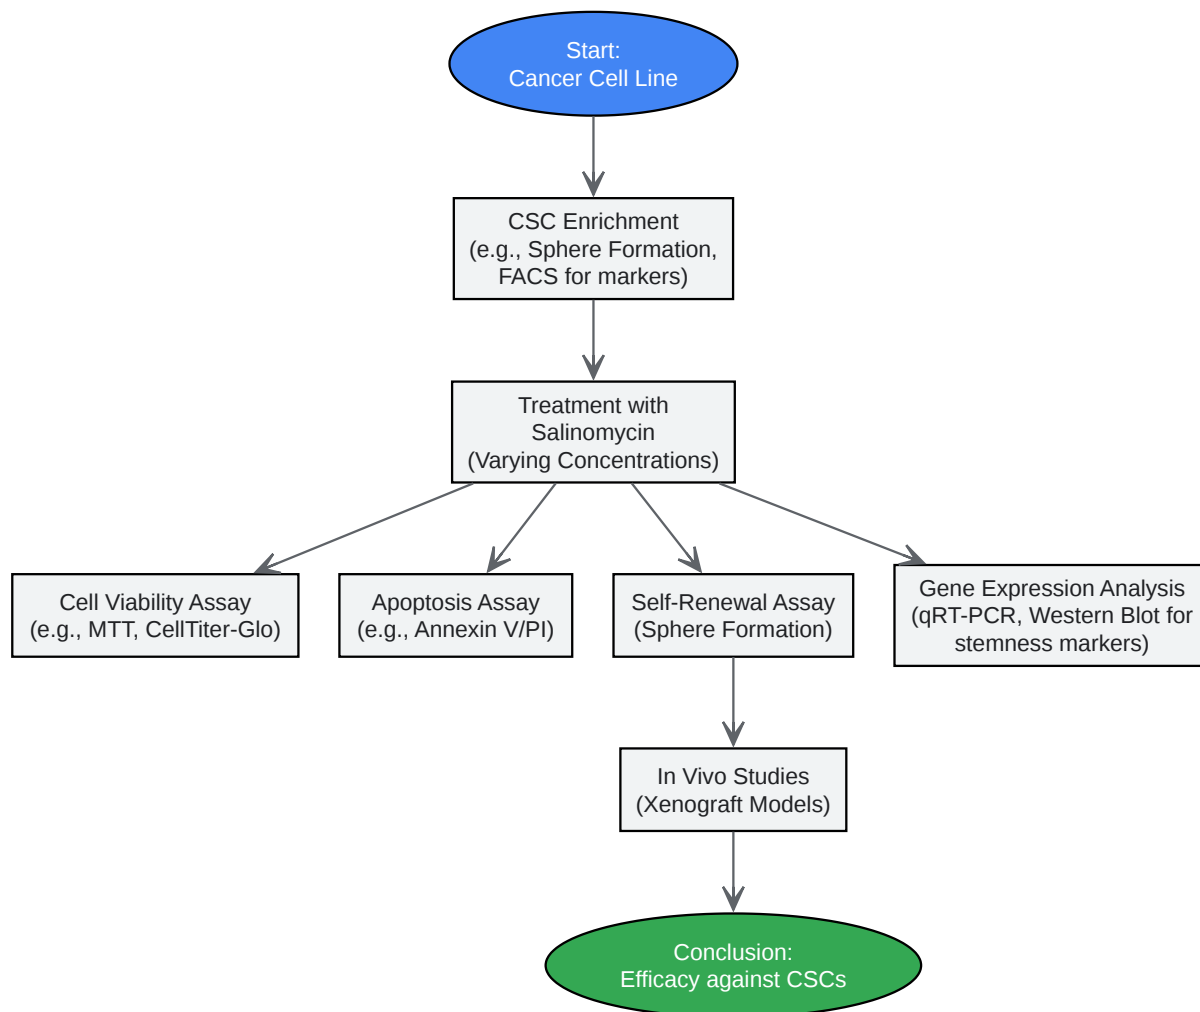 Start:
Cancer Cell Line
CSC Enrichment
(e.g., Sphere Formation,
FACS for markers)
Treatment with
Salinomycin
(Varying Concentrations)
Cell Viability Assay
(e.g., MTT, CellTiter-Glo)
Apoptosis Assay
(e.g., Annexin V/PI)
Self-Renewal Assay
(Sphere Formation)
Gene Expression Analysis
(qRT-PCR, Western Blot for
stemness markers)
In Vivo Studies
(Xenograft Models)
Conclusion:
Efficacy against CSCs